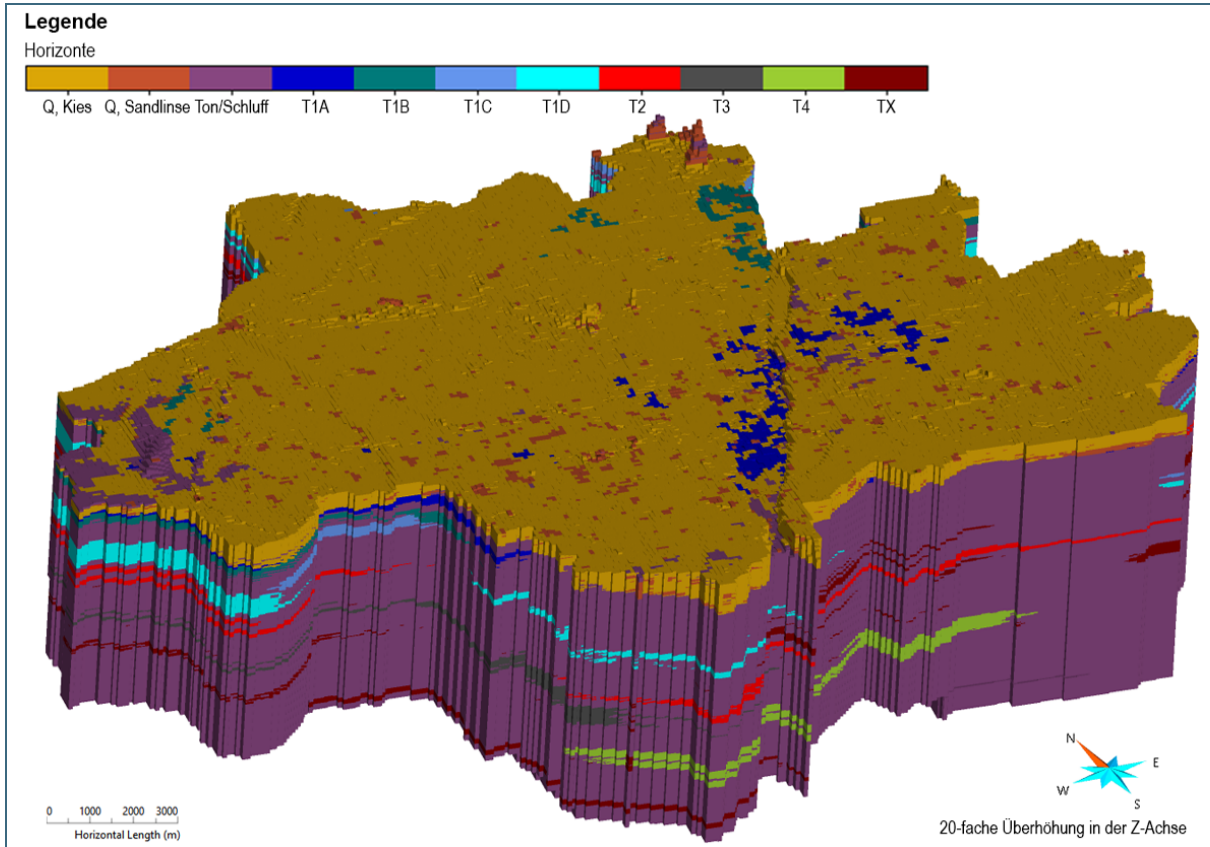 Legende
Horizonte
Q, Kies Q, Sandlinse Ton/Schluff T1A T1B T1C T1D T2 T3 T4 TX
N
E
W
S
0 1000 2000 3000
Horizontal Length (m)
20-fache Überhöhung in der Z-Achse